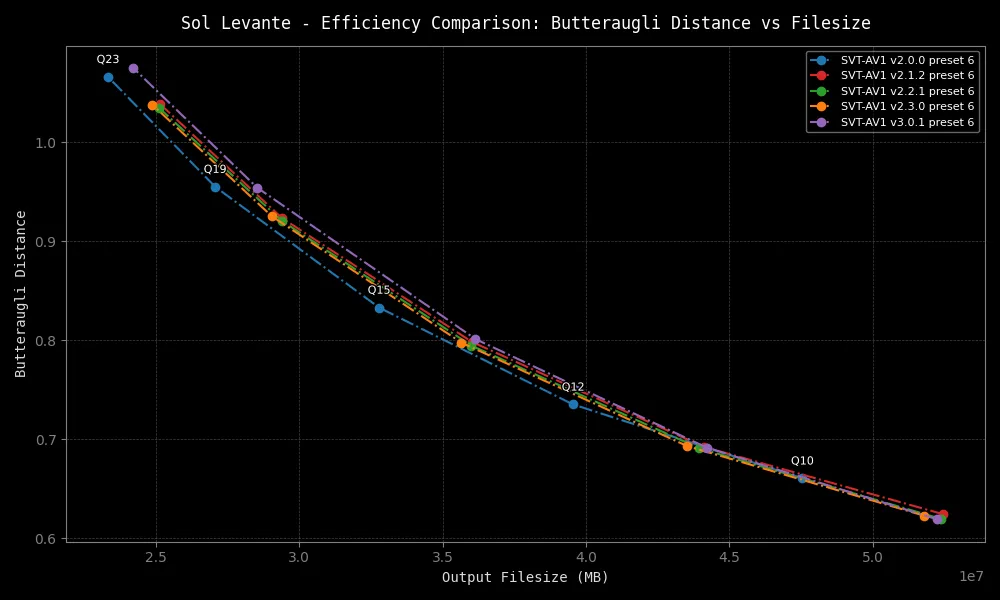 Sol Levante - Efficiency Comparison: Butteraugli Distance vs Filesize
SVT-AV1 v2.0.0 preset 6
SVT-AV1 v2.1.2 preset 6
SVT-AV1 v2.2.1 preset 6
SVT-AV1 v2.3.0 preset 6
SVT-AV1 v3.0.1 preset 6
Q23
Q19
Q15
Q12
Q10
Butteraugli Distance
1.0
0.9
0.8
0.7
0.6
2.5
3.0
3.5
4.0
4.5
5.0
1e7
Output Filesize (MB)